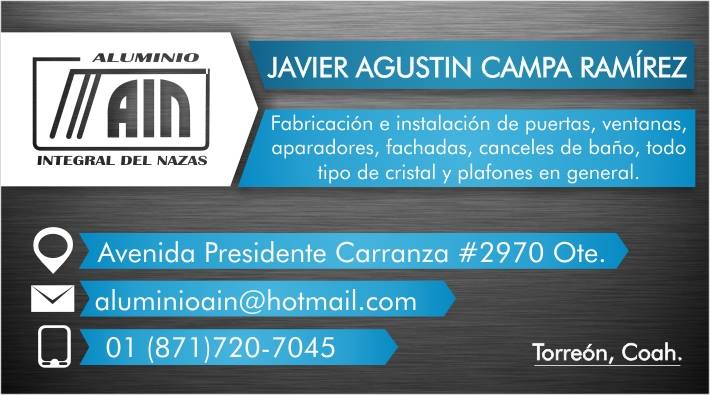 ALUMINIO
AIN
INTEGRAL DEL NAZAS
JAVIER AGUSTIN CAMPA RAMÍREZ
Fabricación e instalación de puertas, ventanas,
aparadores, fachadas, canceles de baño, todo
tipo de cristal y plafones en general.
Avenida Presidente Carranza #2970 Ote.
aluminioain@hotmail.com
01 (871)720-7045
Torreón, Coah.